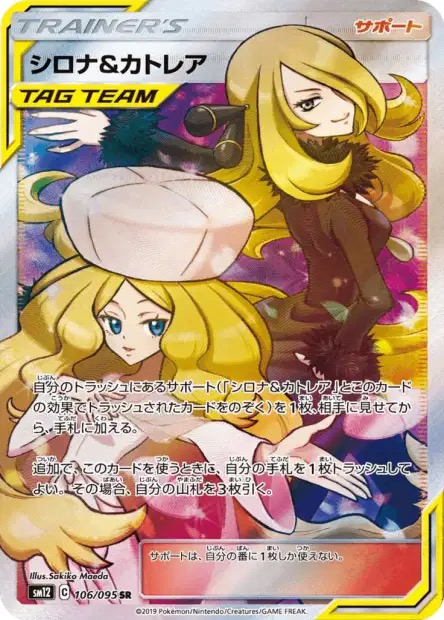 TRAINER'S
サポート
シロナ&カトレア
TAG TEAM
自分のトラッシュにあるサポート(「シロナ&カトレア」とこのカード
の効果でトラッシュされたカードをのぞく)を1枚、相手に見せてか
ら、手札に加える。
追加で、このカードを使うときに、自分の手札を1枚トラッシュして
よい。その場合、自分の山札を3枚引く。
サポートは、自分の番に1枚しか使えない。
Illus.Sakiko Maeda
sm12 C 106/095 SR
©2019 Pokémon/Nintendo/Creatures/GAME FREAK.